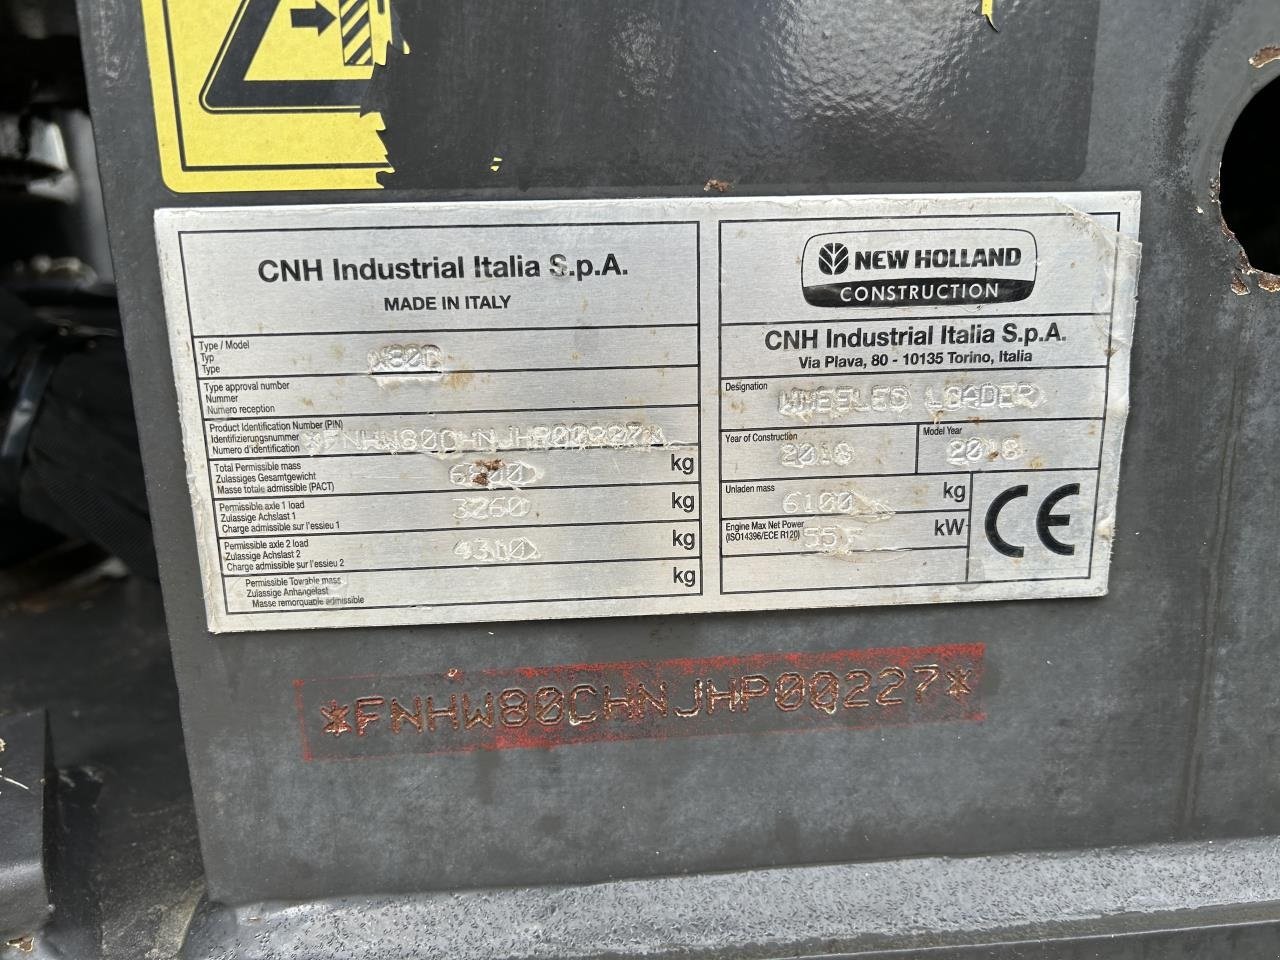 CNH Industrial Italia S.p.A.
MADE IN ITALY
Type / Model
Typ
Type
W80C
Type approval number
Nummer
Numero reception
Product Identification Number (PIN)
Identifizierungsnummer
Numero d'identification
*FNHW80CHNJHP00227*
Total Permissible mass
Zulassiges Gesamtgewicht
Masse totale admissible (PACT)
kg
Permissible axle 1 load
Zulassige Achslast 1
Charge admissible sur l'essieu 1
3260
kg
Permissible axle 2 load
Zulassige Achslast 2
Charge admissible sur l'essieu 2
4310
kg
Permissible Towable mass
Zulassige Anhangelast
Masse remorquable admissible
kg
NEW HOLLAND
CONSTRUCTION
CNH Industrial Italia S.p.A.
Via Plava, 80 - 10135 Torino, Italia
Designation
WHEELED LOADER
Year of Construction
2018
Model Year
2018
Unladen mass
6100
kg
Engine Max Net Power
(ISO14396/ECE R120)
55
kW
CE
*FNHW80CHNJHP00227*